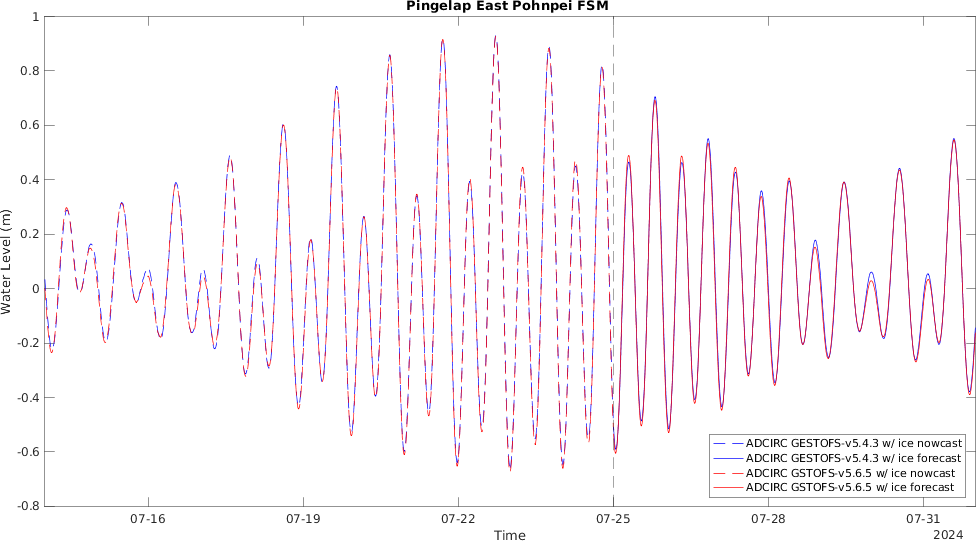 Pingelap East Pohnpei FSM
1
0.8
0.6
0.4
0.2
0
-0.2
-0.4
-0.6
-0.8
Water Level (m)
07-16 07-19 07-22 07-25 07-28 07-31
Time
2024
ADCIRC GESTOFS-v5.4.3 w/ ice nowcast
ADCIRC GESTOFS-v5.4.3 w/ ice forecast
ADCIRC GSTOFS-v5.6.5 w/ ice nowcast
ADCIRC GSTOFS-v5.6.5 w/ ice forecast